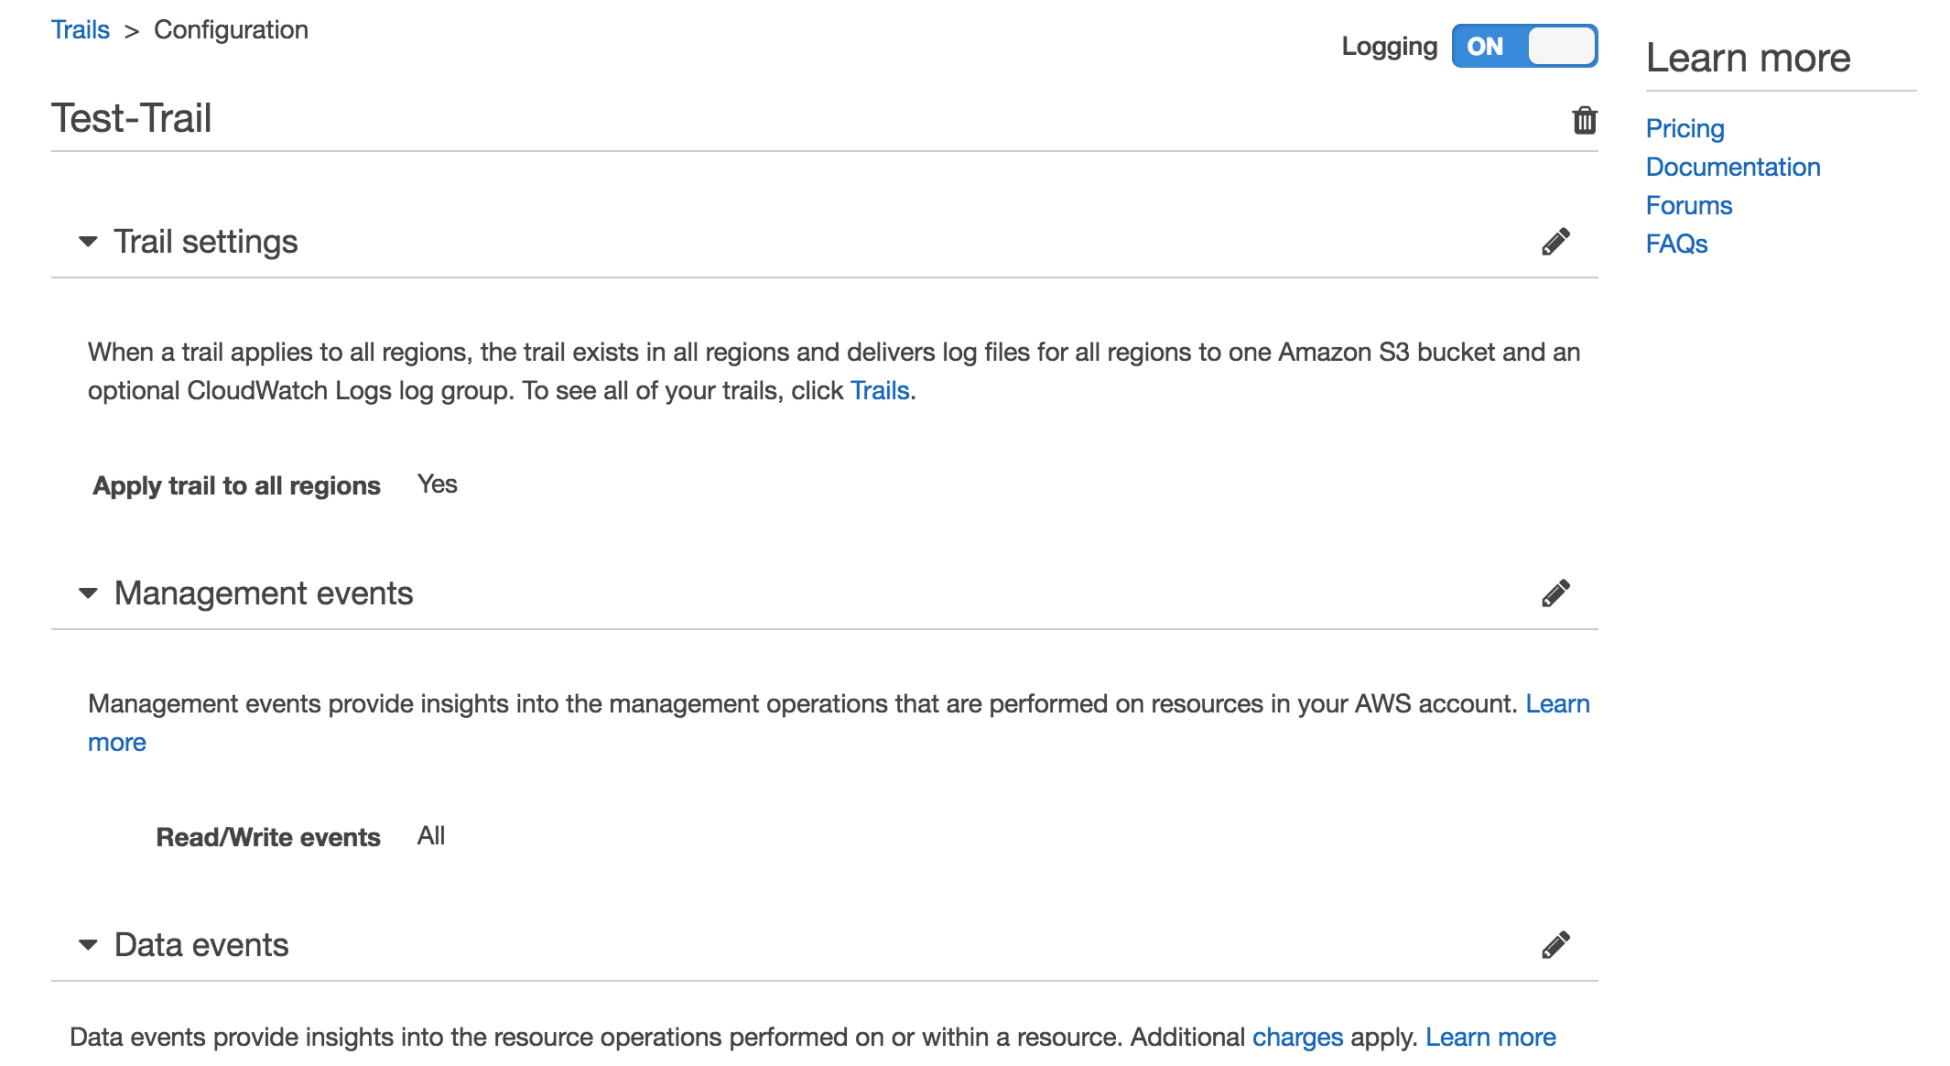 Trails > Configuration
Logging ON
Learn more
Test-Trail
Pricing
Documentation
Forums
FAQs
Trail settings
When a trail applies to all regions, the trail exists in all regions and delivers log files for all regions to one Amazon S3 bucket and an
optional CloudWatch Logs log group. To see all of your trails, click Trails.
Apply trail to all regions Yes
Management events
Management events provide insights into the management operations that are performed on resources in your AWS account. Learn
more
Read/Write events All
Data events
Data events provide insights into the resource operations performed on or within a resource. Additional charges apply. Learn more